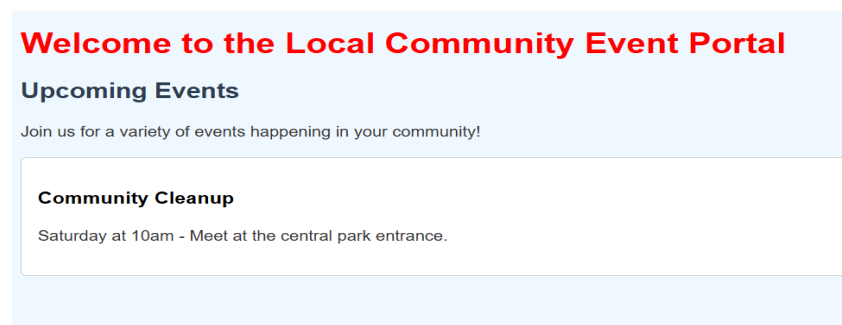 Welcome to the Local Community Event Portal
Upcoming Events
Join us for a variety of events happening in your community!
Community Cleanup
Saturday at 10am - Meet at the central park entrance.